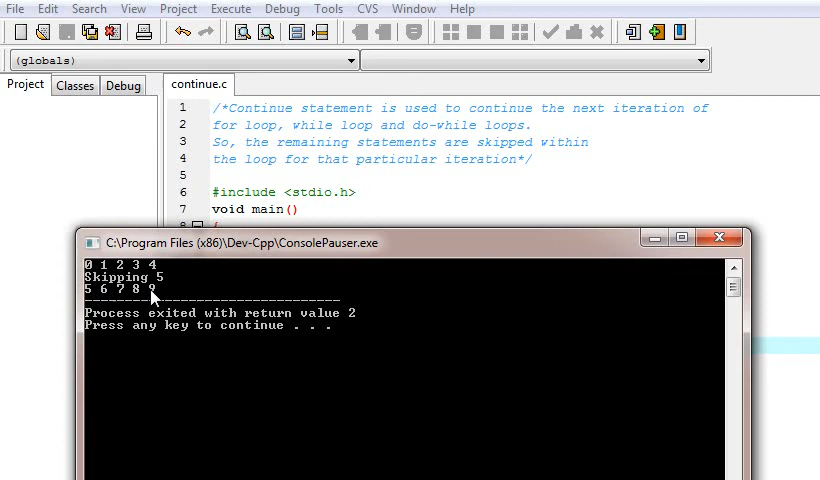 File Edit Search View Project Execute Debug Tools CVS Window Help
(globals)
Project Classes Debug continue.c
1 /*Continue statement is used to continue the next iteration of
2 for loop, while loop and do-while loops.
3 So, the remaining statements are skipped within
4 the loop for that particular iteration*/
5
6 #include <stdio.h>
7 void main()
8 {
C:\Program Files (x86)\Dev-Cpp\ConsolePauser.exe
0 1 2 3 4
Skipping 5
5 6 7 8 9
--------------------------------
Process exited with return value 2
Press any key to continue . . .